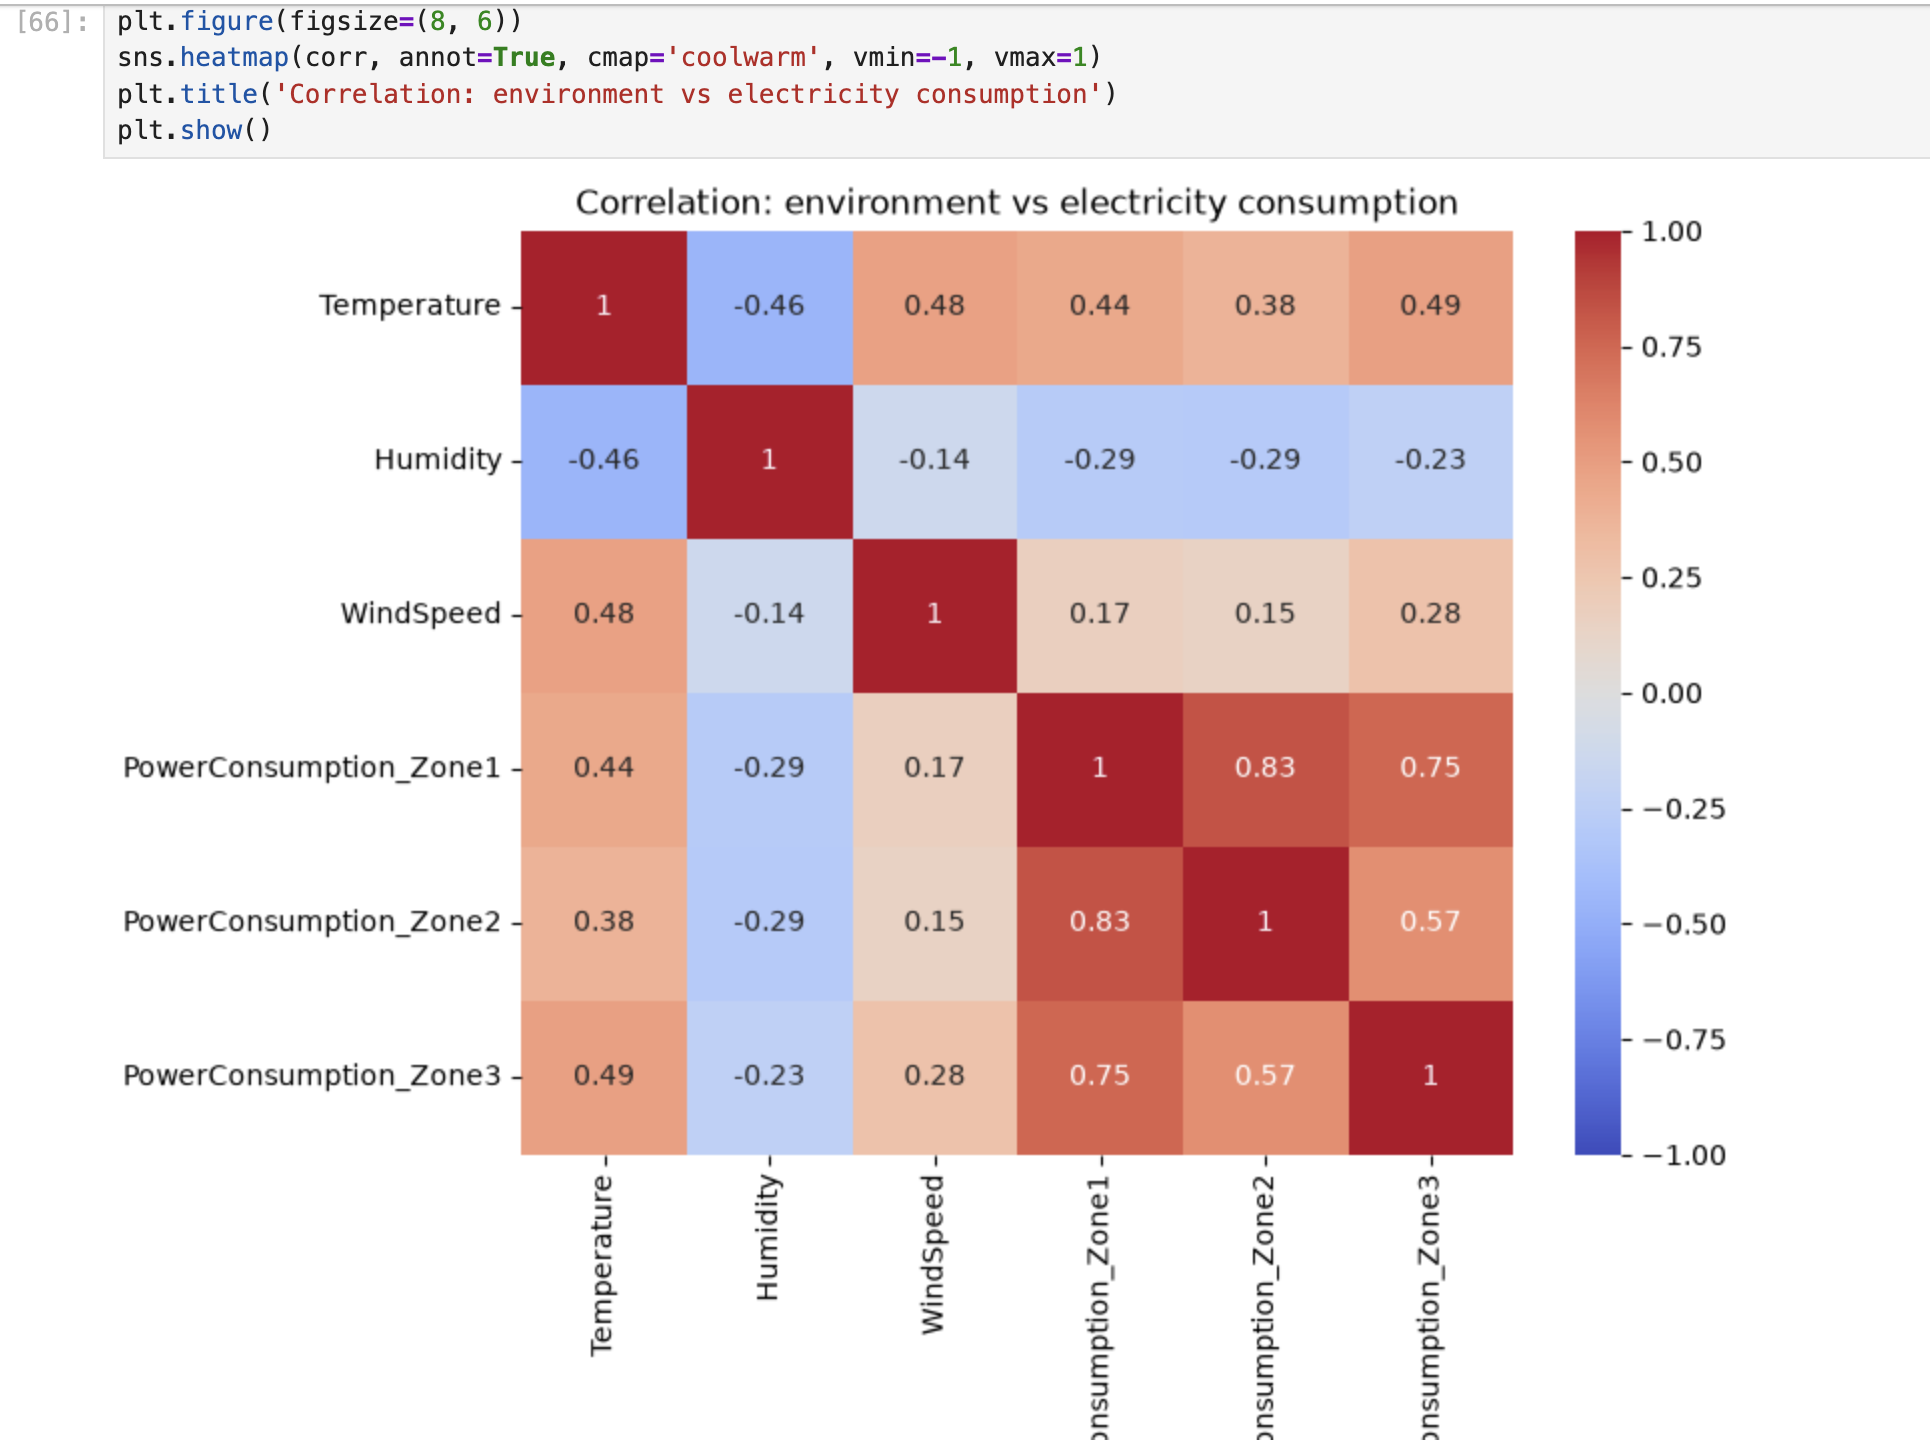 [66]:
plt.figure(figsize=(8, 6))
sns.heatmap(corr, annot=True, cmap='coolwarm', vmin=-1, vmax=1)
plt.title('Correlation: environment vs electricity consumption')
plt.show()
Correlation: environment vs electricity consumption
Temperature 1 -0.46 0.48 0.44 0.38 0.49
Humidity -0.46 1 -0.14 -0.29 -0.29 -0.23
WindSpeed 0.48 -0.14 1 0.17 0.15 0.28
PowerConsumption_Zone1 0.44 -0.29 0.17 1 0.83 0.75
PowerConsumption_Zone2 0.38 -0.29 0.15 0.83 1 0.57
PowerConsumption_Zone3 0.49 -0.23 0.28 0.75 0.57 1
Temperature
Humidity
WindSpeed
onsumption_Zone1
onsumption_Zone2
onsumption_Zone3
1.00
0.75
0.50
0.25
0.00
−0.25
−0.50
−0.75
−1.00